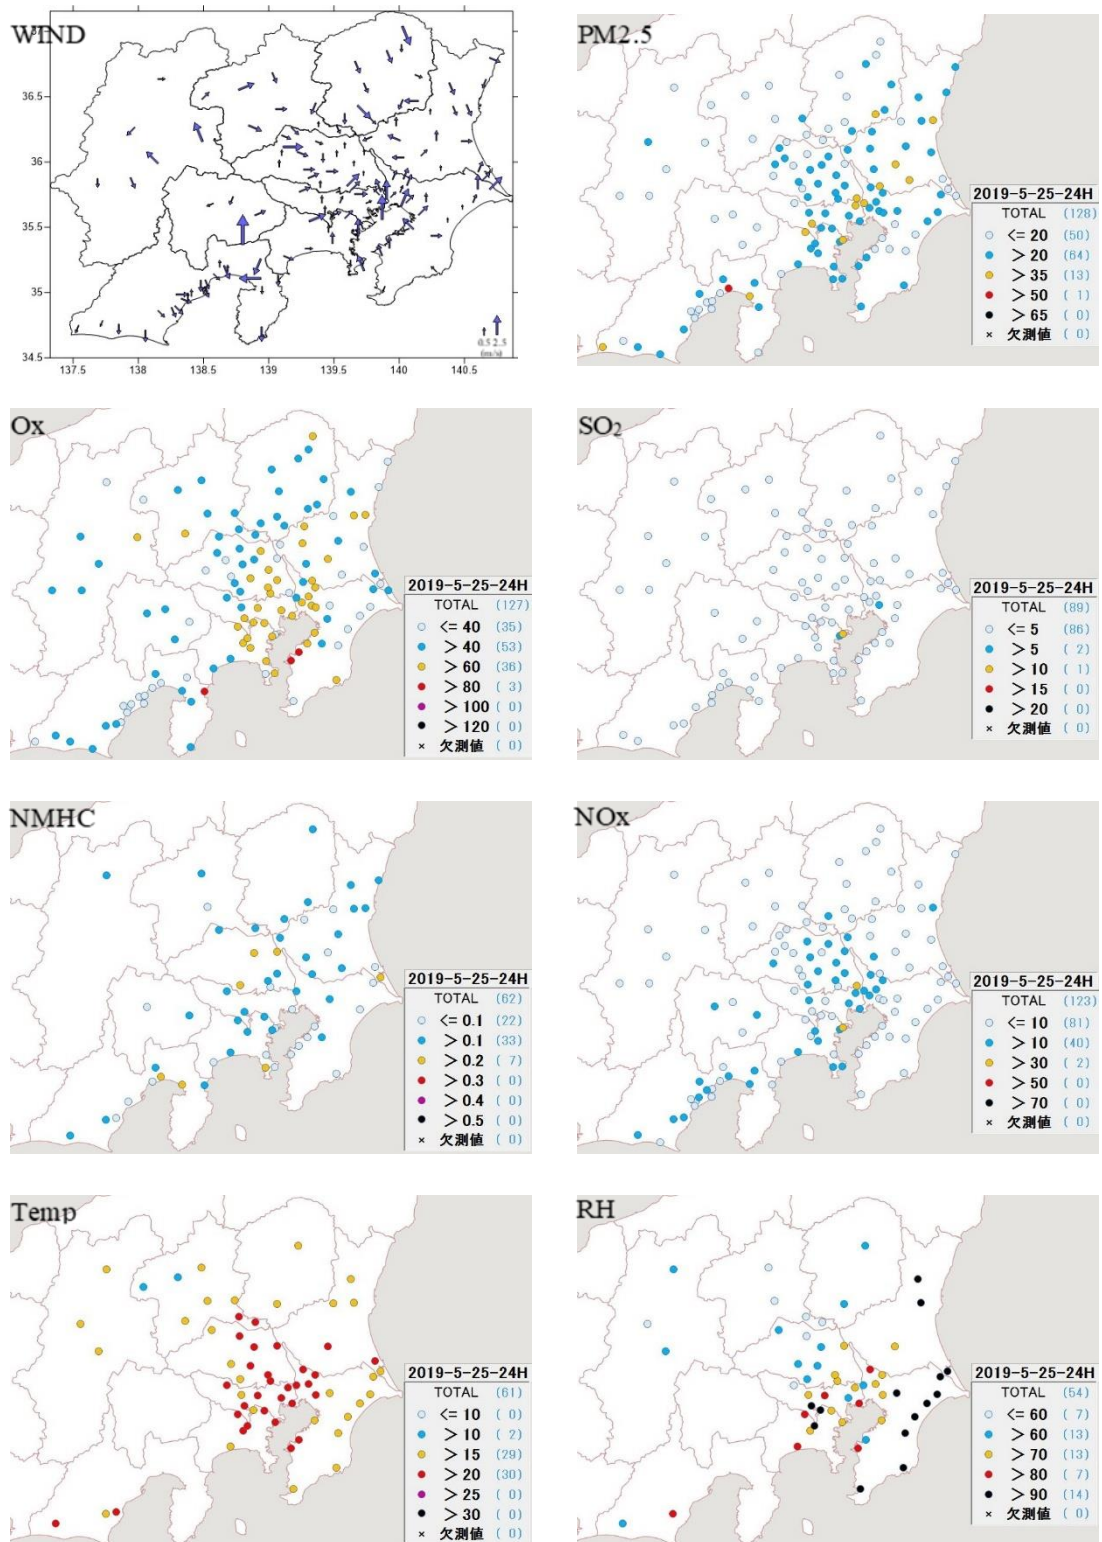 WIND
36.5
36
35.5
35
34.5
137.5 138 138.5 139 139.5 140 140.5
0.5 2.5
(m/s)
PM2.5
2019-5-25-24H
TOTAL (128)
<= 20 (50)
> 20 (64)
> 35 (13)
> 50 ( 1)
> 65 ( 0)
× 欠測値 ( 0)
Ox
2019-5-25-24H
TOTAL (127)
<= 40 (35)
> 40 (53)
> 60 (36)
> 80 ( 3)
> 100 ( 0)
> 120 ( 0)
× 欠測値 ( 0)
SO₂
2019-5-25-24H
TOTAL (89)
<= 5 (86)
> 5 ( 2)
> 10 ( 1)
> 15 ( 0)
> 20 ( 0)
× 欠測値 ( 0)
NMHC
2019-5-25-24H
TOTAL (62)
<= 0.1 (22)
> 0.1 (33)
> 0.2 ( 7)
> 0.3 ( 0)
> 0.4 ( 0)
> 0.5 ( 0)
× 欠測値 ( 0)
NOx
2019-5-25-24H
TOTAL (123)
<= 10 (81)
> 10 (40)
> 30 ( 2)
> 50 ( 0)
> 70 ( 0)
× 欠測値 ( 0)
Temp
2019-5-25-24H
TOTAL (61)
<= 10 ( 0)
> 10 ( 2)
> 15 (29)
> 20 (30)
> 25 ( 0)
> 30 ( 0)
× 欠測値 ( 0)
RH
2019-5-25-24H
TOTAL (54)
<= 60 ( 7)
> 60 (13)
> 70 (13)
> 80 ( 7)
> 90 (14)
× 欠測値 ( 0)